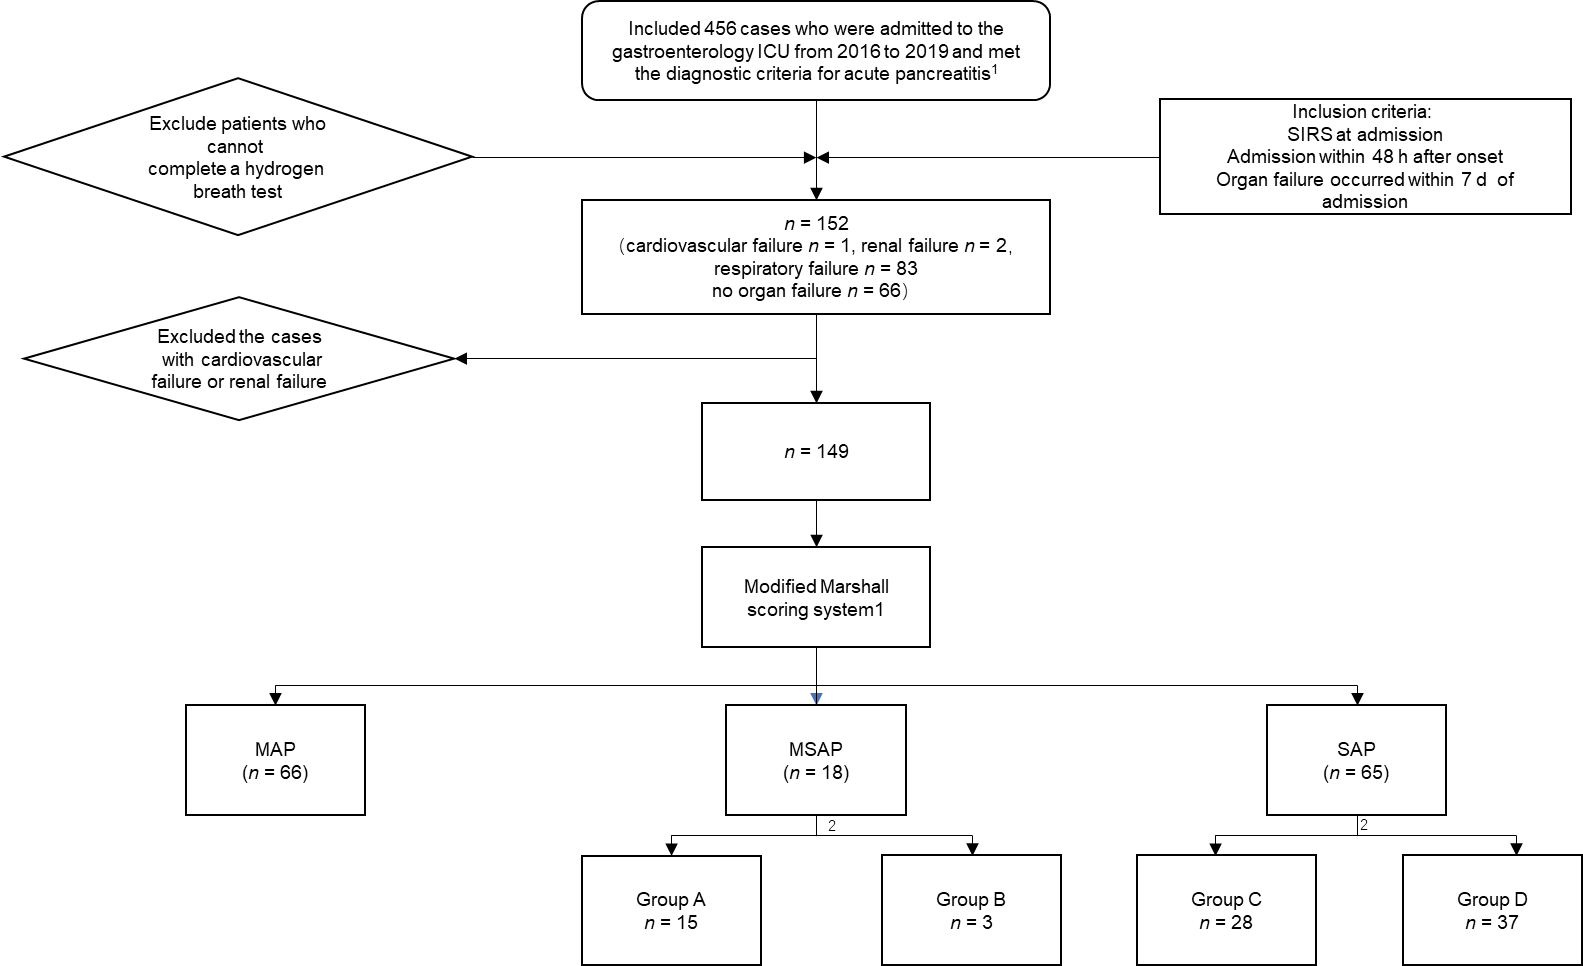 Included 456 cases who were admitted to the
gastroenterology ICU from 2016 to 2019 and met
the diagnostic criteria for acute pancreatitis1
Exclude patients who
cannot
complete a hydrogen
breath test
Inclusion criteria:
SIRS at admission
Admission within 48 h after onset
Organ failure occurred within 7 d of
admission
n = 152
（cardiovascular failure n = 1, renal failure n = 2,
respiratory failure n = 83
no organ failure n = 66）
Excluded the cases
with cardiovascular
failure or renal failure
n = 149
Modified Marshall
scoring system1
MAP
(n = 66)
MSAP
(n = 18)
SAP
(n = 65)
2
2
Group A
n = 15
Group B
n = 3
Group C
n = 28
Group D
n = 37